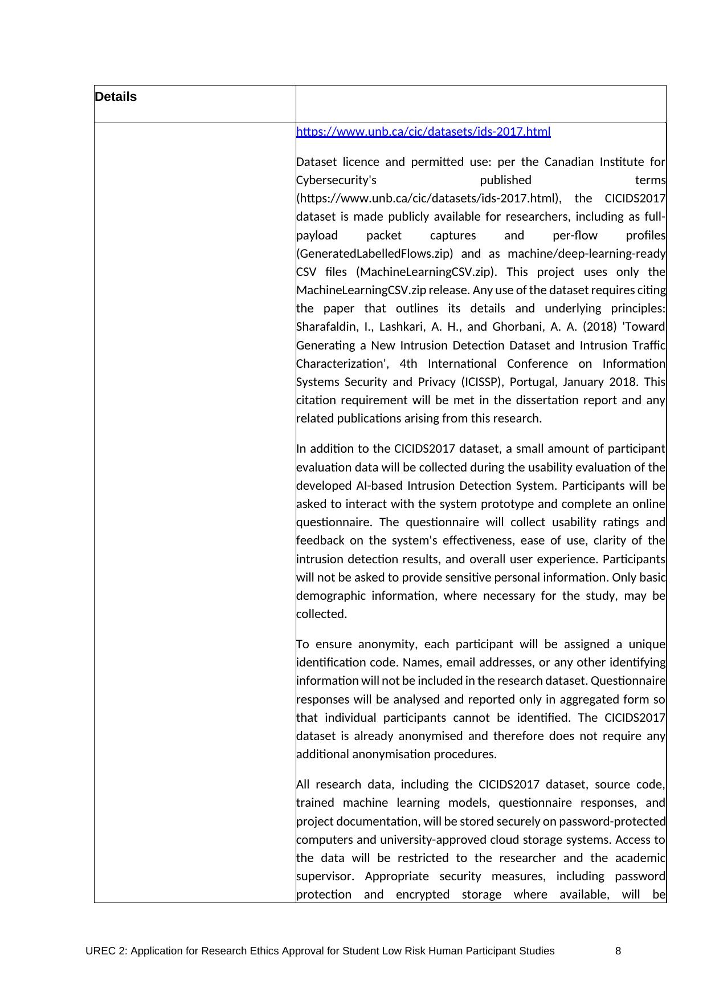 Details
https://www.unb.ca/cic/datasets/ids-2017.html
Dataset licence and permitted use: per the Canadian Institute for
Cybersecurity's published terms
(https://www.unb.ca/cic/datasets/ids-2017.html), the CICIDS2017
dataset is made publicly available for researchers, including as full-
payload packet captures and per-flow profiles
(GeneratedLabelledFlows.zip) and as machine/deep-learning-ready
CSV files (MachineLearningCSV.zip). This project uses only the
MachineLearningCSV.zip release. Any use of the dataset requires citing
the paper that outlines its details and underlying principles:
Sharafaldin, I., Lashkari, A. H., and Ghorbani, A. A. (2018) 'Toward
Generating a New Intrusion Detection Dataset and Intrusion Traffic
Characterization', 4th International Conference on Information
Systems Security and Privacy (ICISSP), Portugal, January 2018. This
citation requirement will be met in the dissertation report and any
related publications arising from this research.
In addition to the CICIDS2017 dataset, a small amount of participant
evaluation data will be collected during the usability evaluation of the
developed AI-based Intrusion Detection System. Participants will be
asked to interact with the system prototype and complete an online
questionnaire. The questionnaire will collect usability ratings and
feedback on the system's effectiveness, ease of use, clarity of the
intrusion detection results, and overall user experience. Participants
will not be asked to provide sensitive personal information. Only basic
demographic information, where necessary for the study, may be
collected.
To ensure anonymity, each participant will be assigned a unique
identification code. Names, email addresses, or any other identifying
information will not be included in the research dataset. Questionnaire
responses will be analysed and reported only in aggregated form so
that individual participants cannot be identified. The CICIDS2017
dataset is already anonymised and therefore does not require any
additional anonymisation procedures.
All research data, including the CICIDS2017 dataset, source code,
trained machine learning models, questionnaire responses, and
project documentation, will be stored securely on password-protected
computers and university-approved cloud storage systems. Access to
the data will be restricted to the researcher and the academic
supervisor. Appropriate security measures, including password
protection and encrypted storage where available, will be
UREC 2: Application for Research Ethics Approval for Student Low Risk Human Participant Studies 8